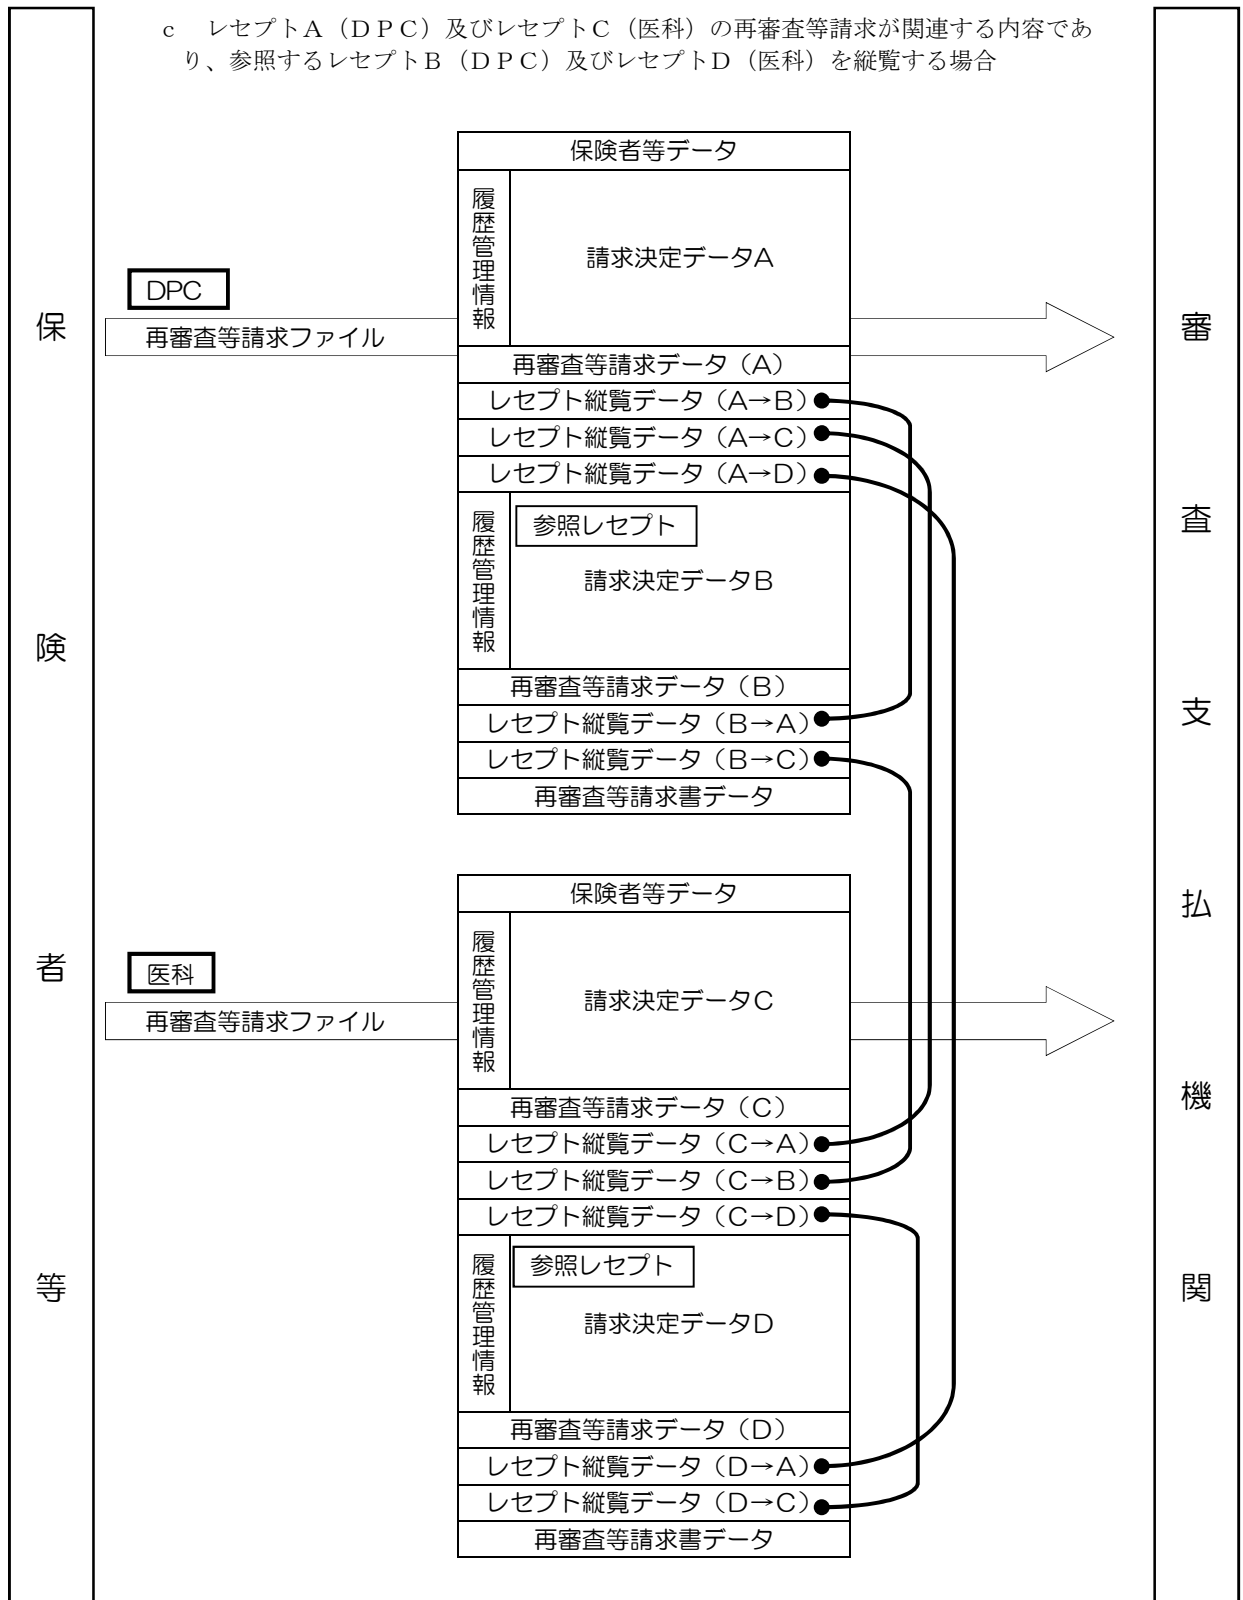 c　レセプトA（DPC）及びレセプトC（医科）の再審査等請求が関連する内容であ
り、参照するレセプトB（DPC）及びレセプトD（医科）を縦覧する場合
保険者等
DPC
再審査等請求ファイル
保険者等データ
履歴管理情報
請求決定データA
再審査等請求データ（A）
レセプト縦覧データ（A→B）
レセプト縦覧データ（A→C）
レセプト縦覧データ（A→D）
履歴管理情報
参照レセプト
請求決定データB
再審査等請求データ（B）
レセプト縦覧データ（B→A）
レセプト縦覧データ（B→C）
再審査等請求書データ
医科
再審査等請求ファイル
保険者等データ
履歴管理情報
請求決定データC
再審査等請求データ（C）
レセプト縦覧データ（C→A）
レセプト縦覧データ（C→B）
レセプト縦覧データ（C→D）
履歴管理情報
参照レセプト
請求決定データD
再審査等請求データ（D）
レセプト縦覧データ（D→A）
レセプト縦覧データ（D→C）
再審査等請求書データ
審査支払機関